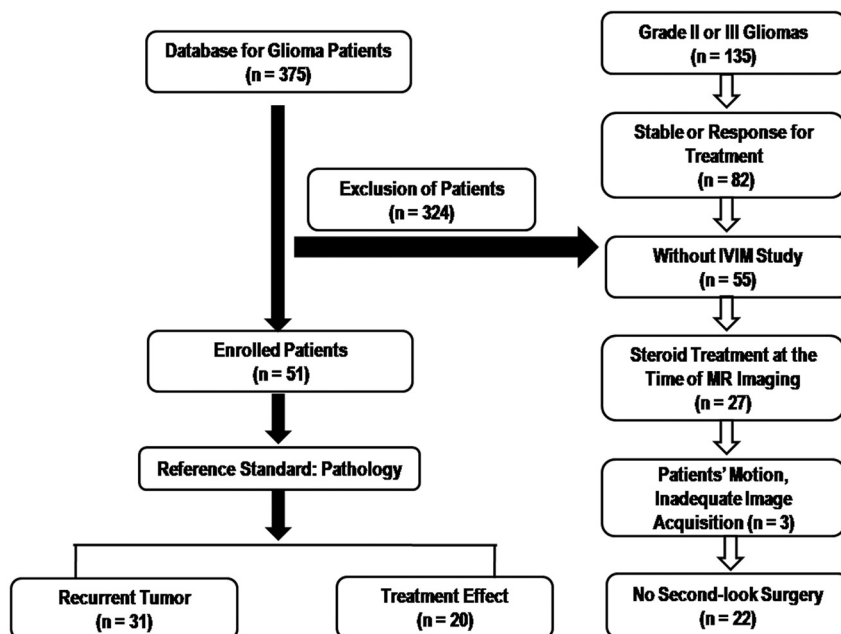 Database for Glioma Patients
(n = 375)
Exclusion of Patients
(n = 324)
Enrolled Patients
(n = 51)
Reference Standard: Pathology
Recurrent Tumor
(n = 31)
Treatment Effect
(n = 20)
Grade II or III Gliomas
(n = 135)
Stable or Response for
Treatment
(n = 82)
Without IVIM Study
(n = 55)
Steroid Treatment at the
Time of MR Imaging
(n = 27)
Patients' Motion,
Inadequate Image
Acquisition (n = 3)
No Second-look Surgery
(n = 22)